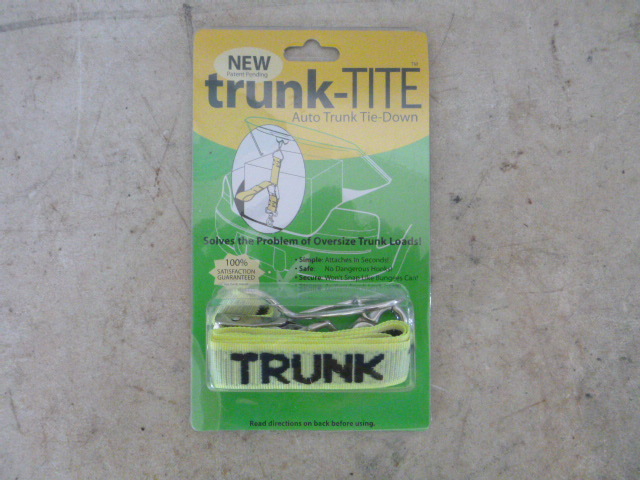 NEW
Patent Pending
trunk-TITE™
Auto Trunk Tie-Down
Solves the Problem of Oversize Trunk Loads!
100%
SATISFACTION
GUARANTEED
• Simple: Attaches In Seconds!
• Safe: No Dangerous Hooks!
• Secure: Won't Snap Like Bungees Can!
TRUNK
Read directions on back before using.